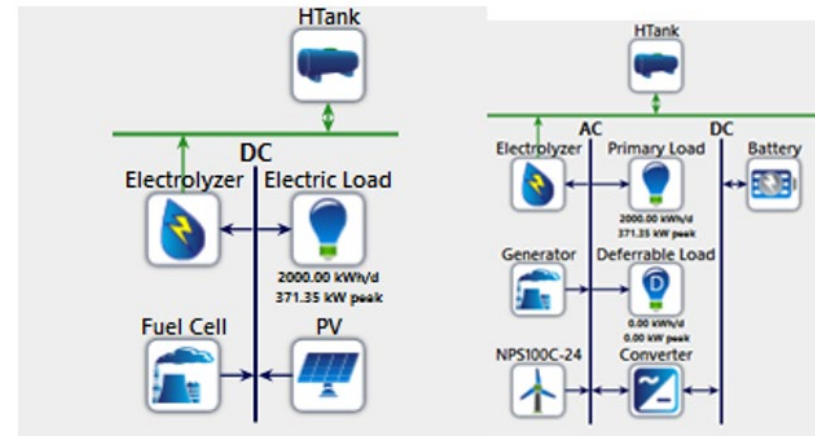 HTank
DC
Electrolyzer Electric Load
2000.00 kWh/d
371.35 kW peak
Fuel Cell PV
HTank
AC DC
Electrolyzer Primary Load Battery
2000.00 kWh/d
371.35 kW peak
Generator Deferrable Load
D
0.00 kWh/d
0.00 kW peak
NPS100C-24 Converter